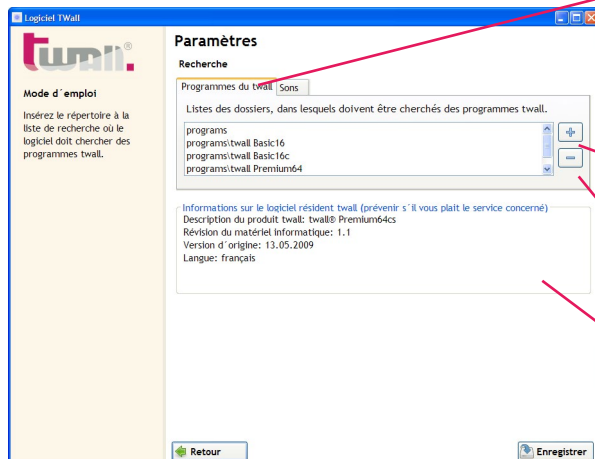 Logiciel TWall
twall®
Mode d´emploi
Insérez le répertoire à la
liste de recherche où le
logiciel doit chercher des
programmes twall.
Paramètres
Recherche
Programmes du twall
Sons
Listes des dossiers, dans lesquels doivent être cherchés des programmes twall.
programs
programs\twall Basic16
programs\twall Basic16c
programs\twall Premium64
Informations sur le logiciel résident twall (prévenir s´il vous plait le service concerné)
Description du produit twall: twall® Premium64cs
Révision du matériel informatique: 1.1
Version d´origine: 13.05.2009
Langue: français
Retour
Enregistrer